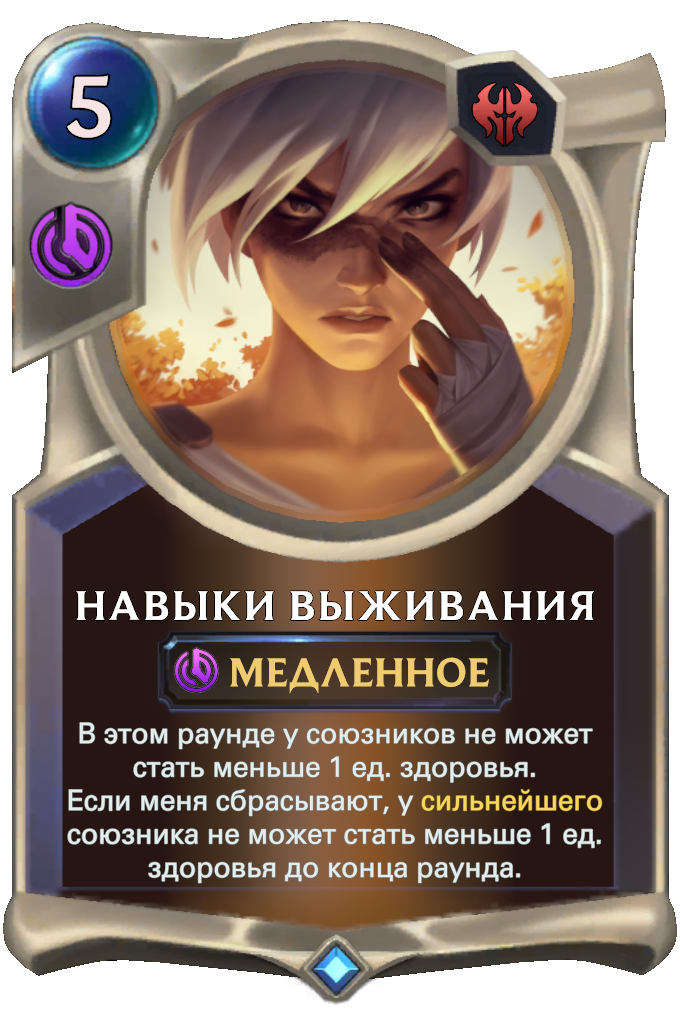 5
НАВЫКИ ВЫЖИВАНИЯ
МЕДЛЕННОЕ
В этом раунде у союзников не может
стать меньше 1 ед. здоровья.
Если меня сбрасывают, у сильнейшего
союзника не может стать меньше 1 ед.
здоровья до конца раунда.